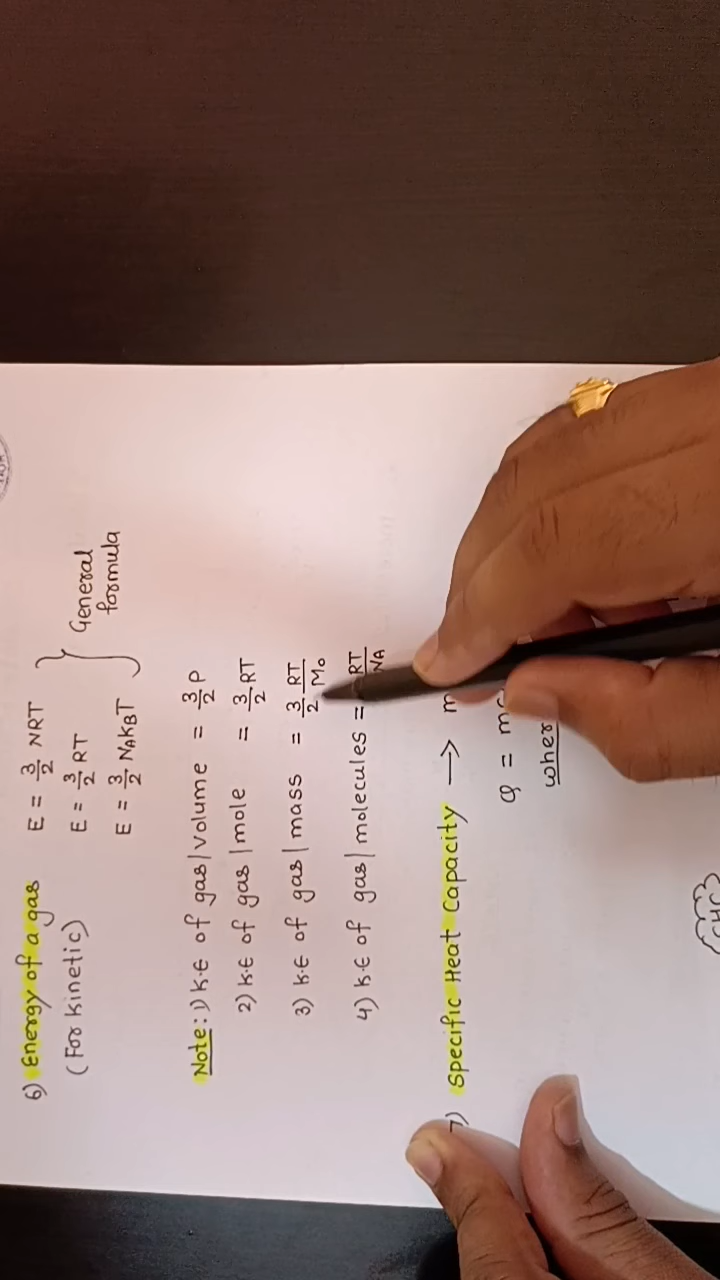 6) Energy of a gas E = 3/2 NRT
(For Kinetic) E = 3/2 RT
E = 3/2 NAKBT
} General formula
Note: 1) K.E of gas | volume = 3/2 P
2) K.E of gas | mole = 3/2 RT
3) K.E of gas | mass = 3/2 RT/Mo
4) K.E of gas | molecules = RT/NA
7) Specific Heat Capacity →
Q =